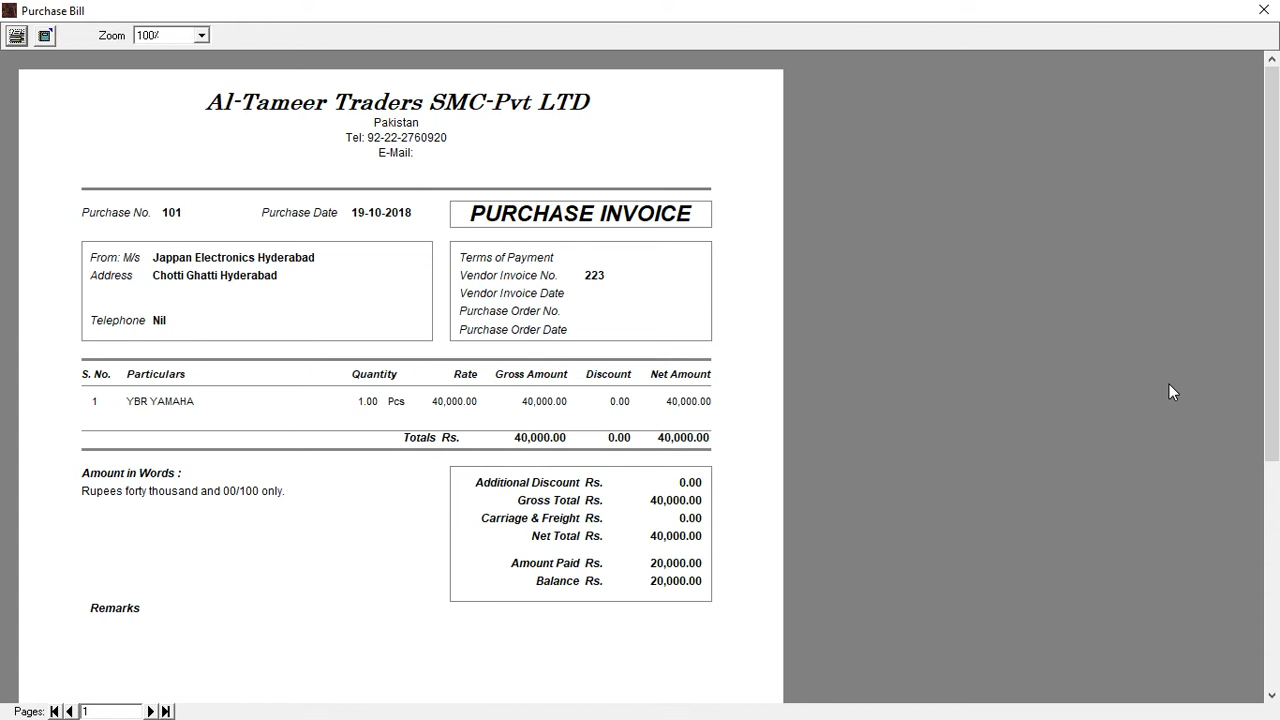 Purchase Bill
Zoom 100%
Al-Tameer Traders SMC-Pvt LTD
Pakistan
Tel: 92-22-2760920
E-Mail:
Purchase No. 101 Purchase Date 19-10-2018 PURCHASE INVOICE
From: M/s Jappan Electronics Hyderabad
Address Chotti Ghatti Hyderabad
Telephone Nil
Terms of Payment
Vendor Invoice No. 223
Vendor Invoice Date
Purchase Order No.
Purchase Order Date
S. No. Particulars Quantity Rate Gross Amount Discount Net Amount
1 YBR YAMAHA 1.00 Pcs 40,000.00 40,000.00 0.00 40,000.00
Totals Rs. 40,000.00 0.00 40,000.00
Amount in Words :
Rupees forty thousand and 00/100 only.
Additional Discount Rs. 0.00
Gross Total Rs. 40,000.00
Carriage & Freight Rs. 0.00
Net Total Rs. 40,000.00
Amount Paid Rs. 20,000.00
Balance Rs. 20,000.00
Remarks
Pages: 1